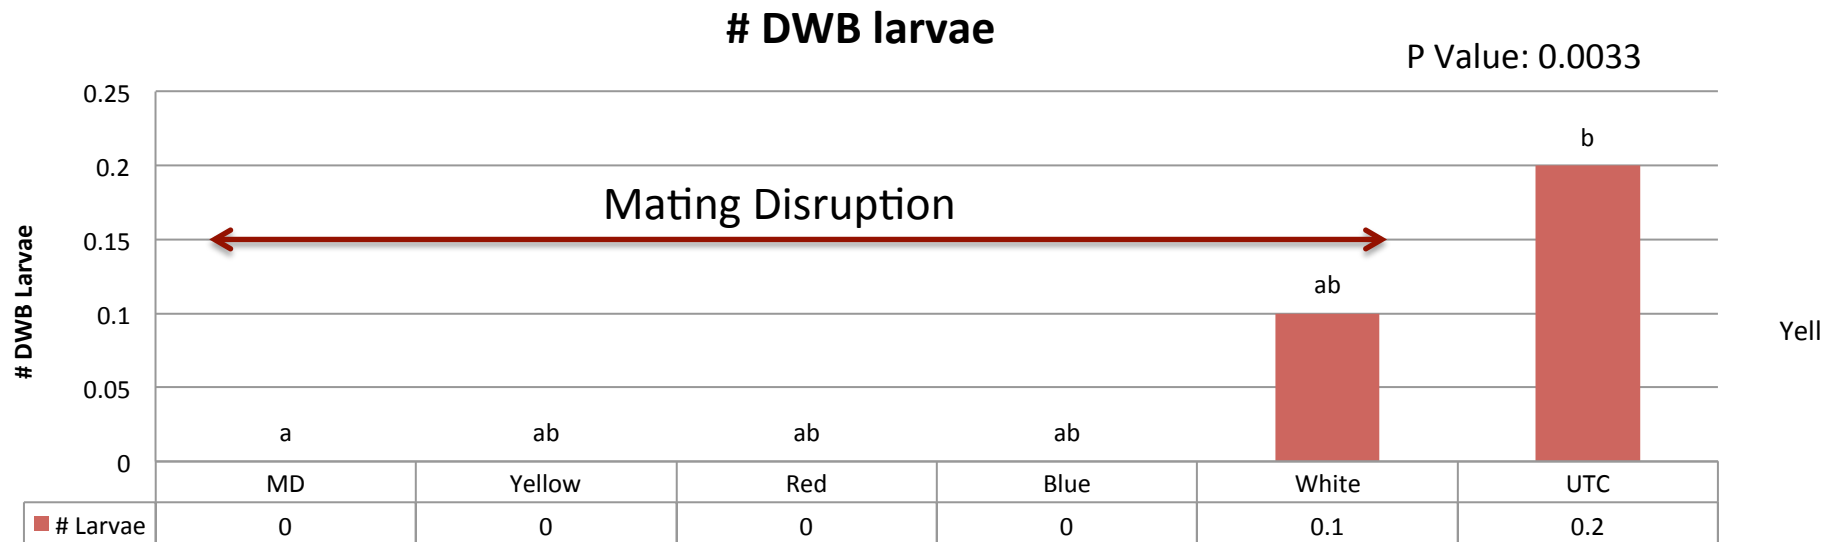 # DWB larvae
P Value: 0.0033
# DWB Larvae
0.25
0.2
0.15
0.1
0.05
0
Mating Disruption
a
ab
ab
ab
ab
b
MD Yellow Red Blue White UTC
# Larvae 0 0 0 0 0.1 0.2
Yell